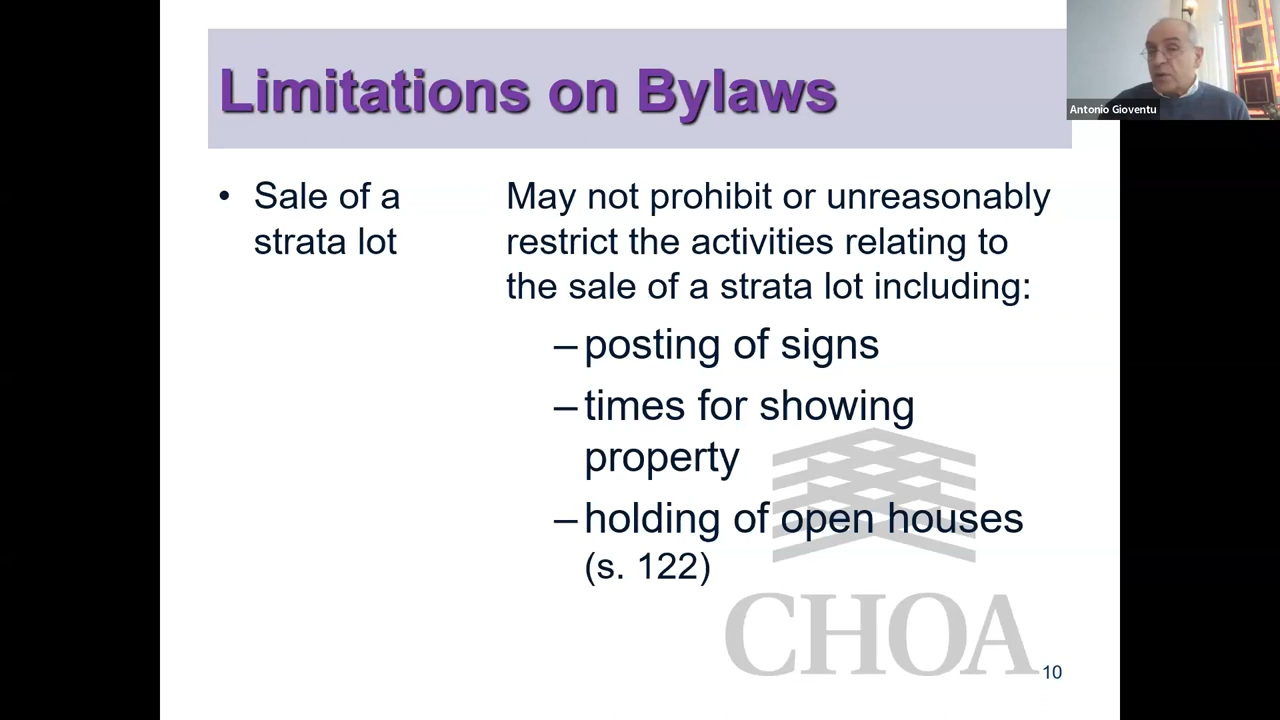 Limitations on Bylaws
Antonio Gioventu
• Sale of a
strata lot
May not prohibit or unreasonably
restrict the activities relating to
the sale of a strata lot including:
–posting of signs
–times for showing
property
–holding of open houses
(s. 122)
CHOA
10